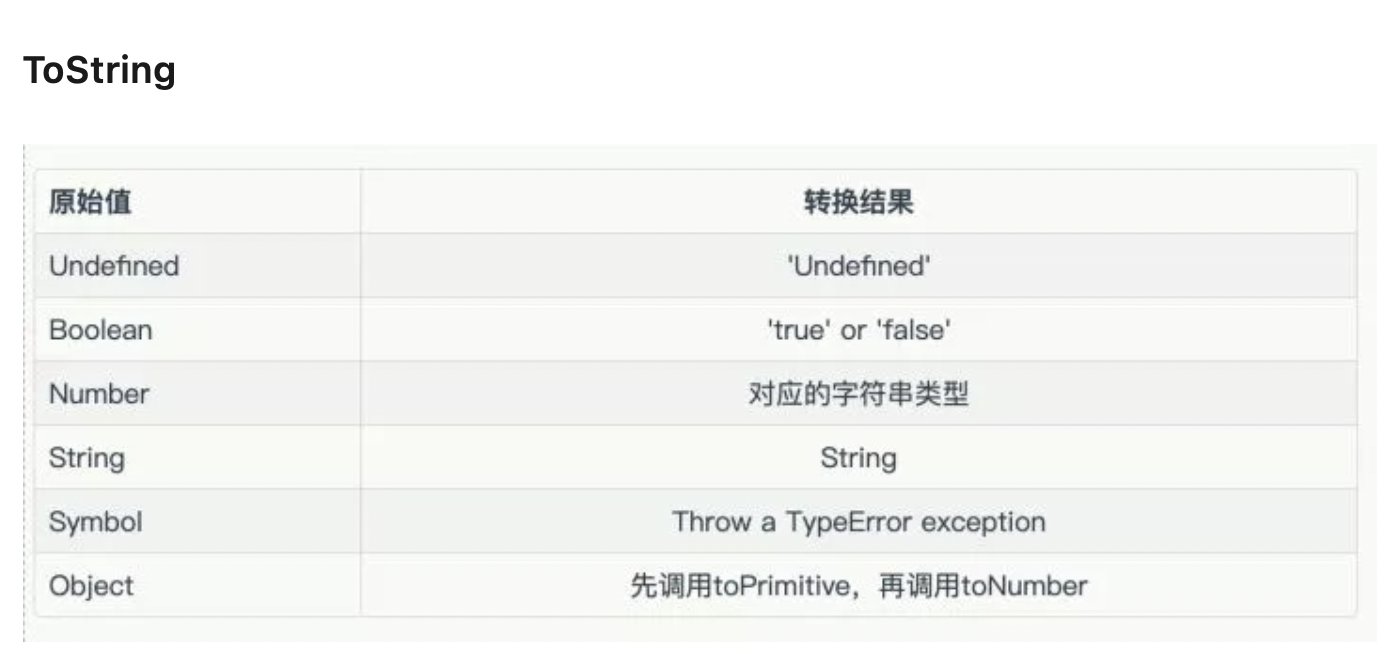 ToString
原始值 转换结果
Undefined 'Undefined'
Boolean 'true' or 'false'
Number 对应的字符串类型
String String
Symbol Throw a TypeError exception
Object 先调用toPrimitive，再调用toNumber